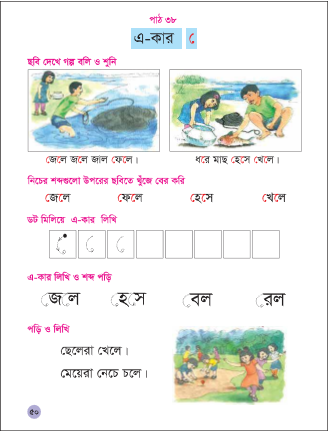 পাঠ ৩৮
এ-কার ে
ছবি দেখে গল্প বলি ও শুনি
জেলে জলে জাল ফেলে।
ধরে মাছ হেসে খেলে।
নিচের শব্দগুলো উপরের ছবিতে খুঁজে বের করি
জেলে ফেলে হেসে খেলে
ডট মিলিয়ে এ-কার লিখি
ে ে ে
এ-কার লিখি ও শব্দ পড়ি
জেলে হেসে বেল রেল
পড়ি ও লিখি
ছেলেরা খেলে।
মেয়েরা নেচে চলে।
৫০